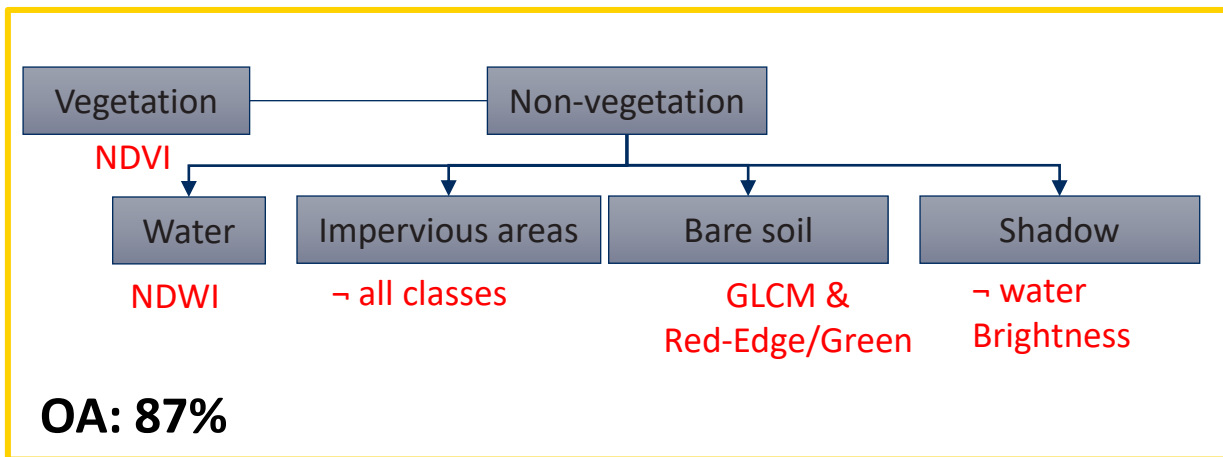 Vegetation
Non-vegetation
NDVI
Water
Impervious areas
Bare soil
Shadow
NDWI
¬ all classes
GLCM &
Red-Edge/Green
¬ water
Brightness
OA: 87%